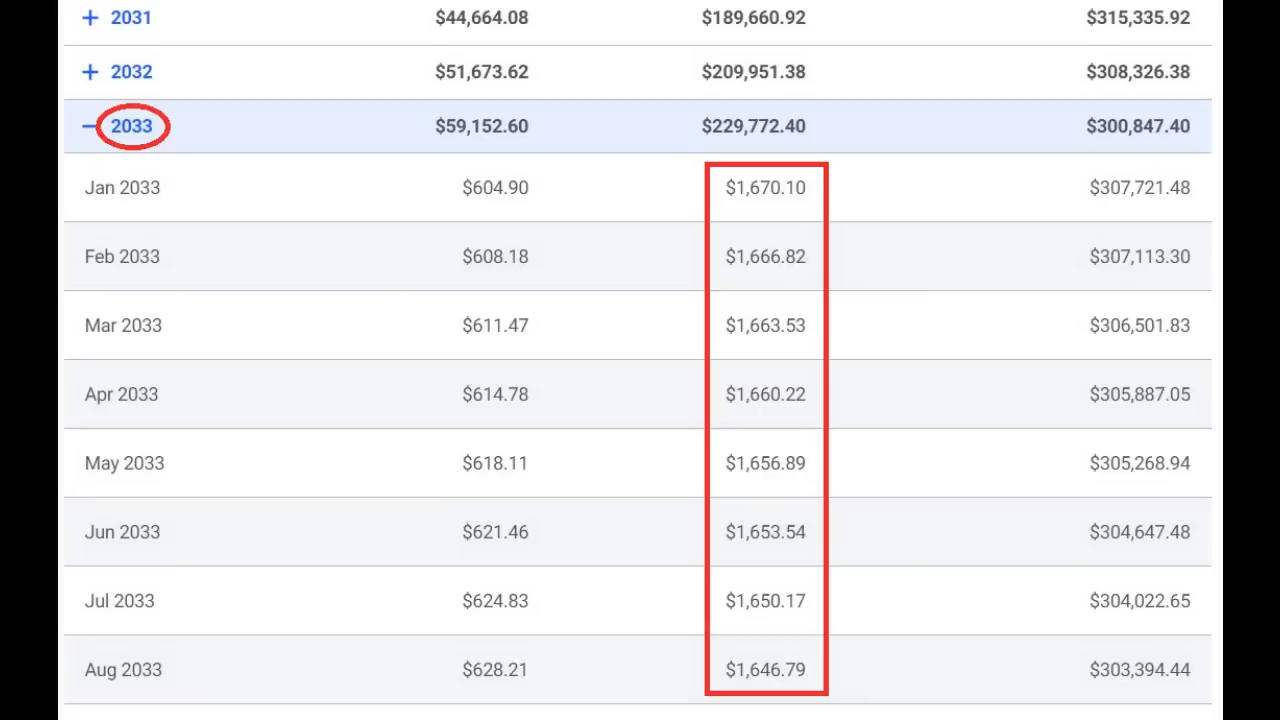 + 2031 $44,664.08 $189,660.92 $315,335.92
+ 2032 $51,673.62 $209,951.38 $308,326.38
− 2033 $59,152.60 $229,772.40 $300,847.40
Jan 2033 $604.90 $1,670.10 $307,721.48
Feb 2033 $608.18 $1,666.82 $307,113.30
Mar 2033 $611.47 $1,663.53 $306,501.83
Apr 2033 $614.78 $1,660.22 $305,887.05
May 2033 $618.11 $1,656.89 $305,268.94
Jun 2033 $621.46 $1,653.54 $304,647.48
Jul 2033 $624.83 $1,650.17 $304,022.65
Aug 2033 $628.21 $1,646.79 $303,394.44